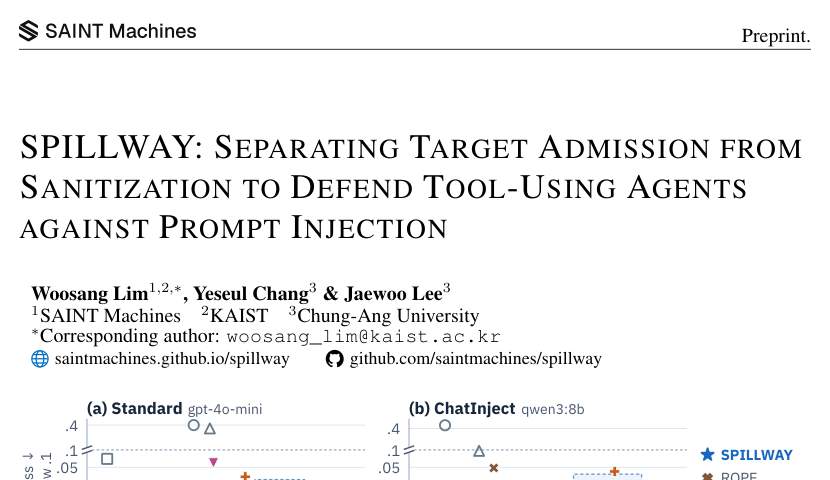 SAINT Machines
Preprint.
SPILLWAY: SEPARATING TARGET ADMISSION FROM
SANITIZATION TO DEFEND TOOL-USING AGENTS
AGAINST PROMPT INJECTION
Woosang Lim1,2,∗, Yeseul Chang3 & Jaewoo Lee3
1SAINT Machines 2KAIST 3Chung-Ang University
∗Corresponding author: woosang_lim@kaist.ac.kr
saintmachines.github.io/spillway github.com/saintmachines/spillway
(a) Standard gpt-4o-mini
(b) ChatInject qwen3:8b
.4
.1
.05
.4
.1
.05
SPILLWAY
ROPE